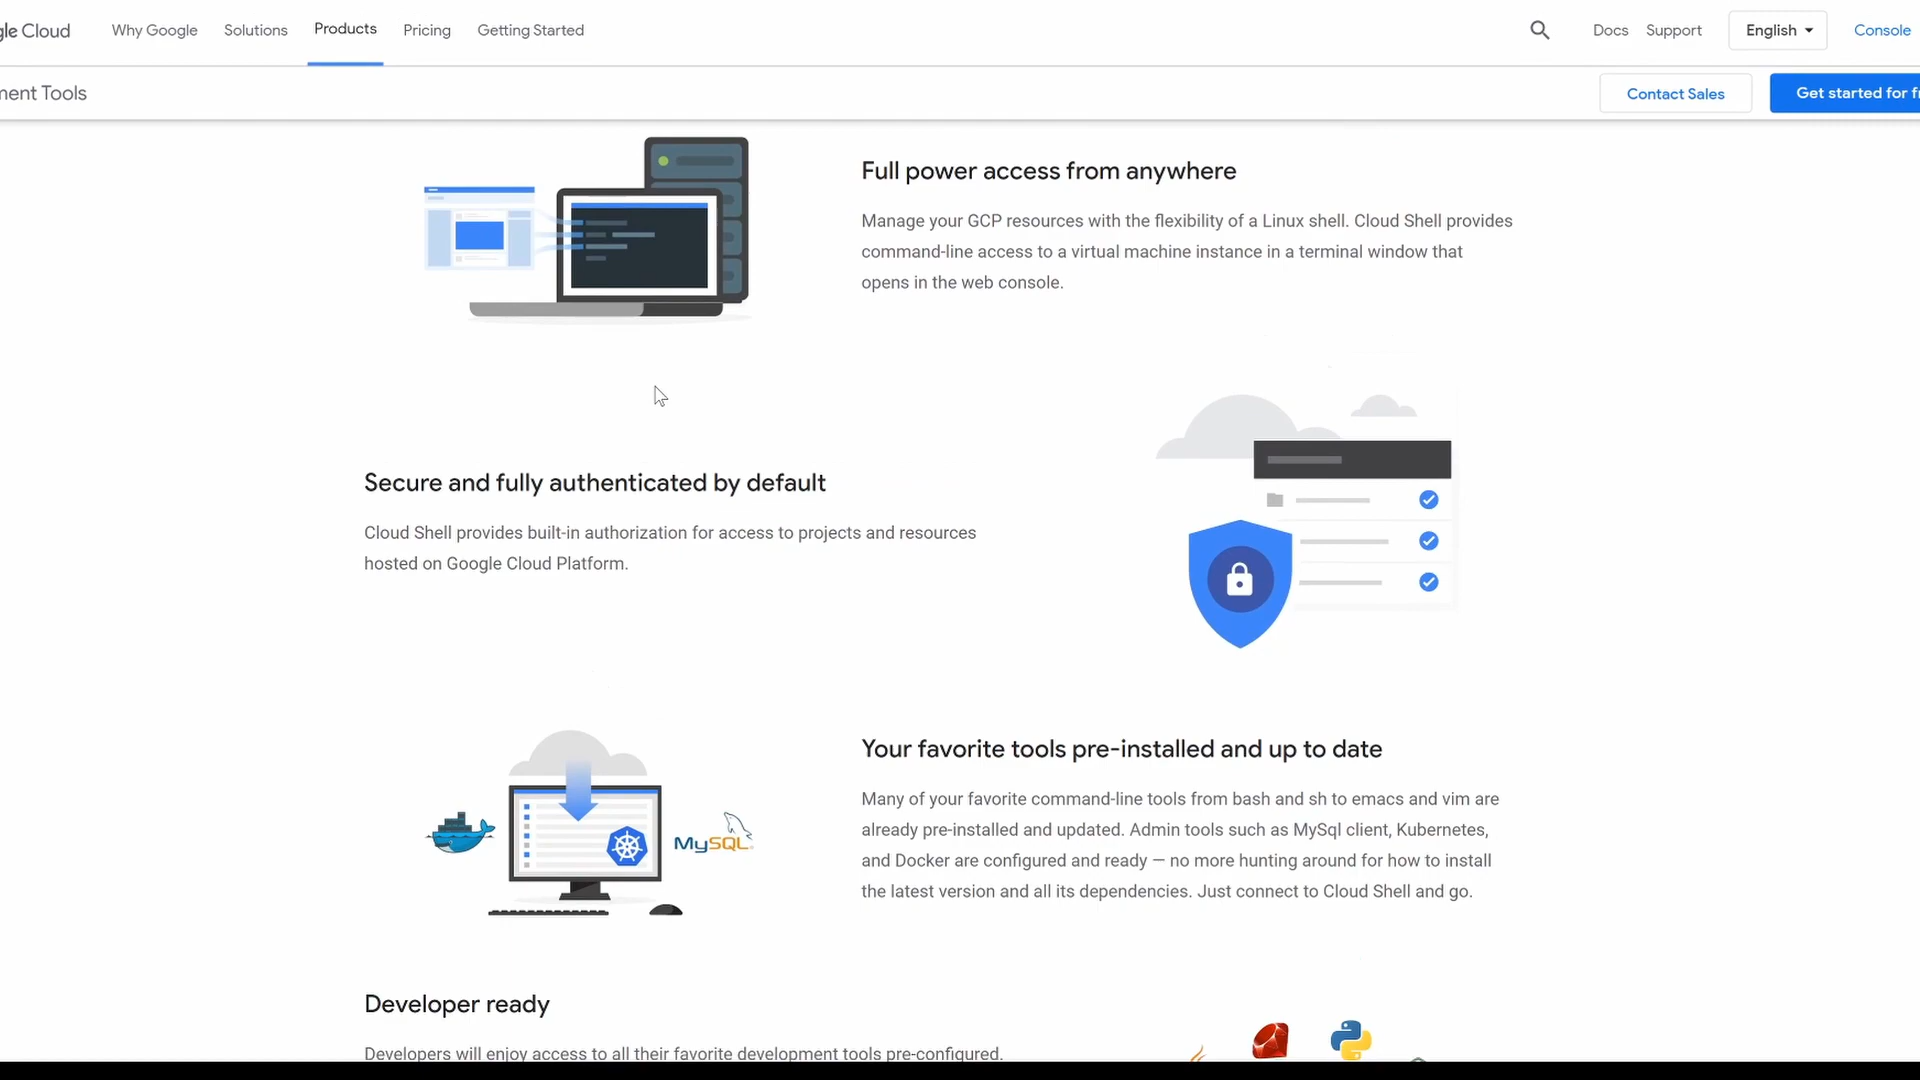 gle Cloud
Why Google
Solutions
Products
Pricing
Getting Started
Docs
Support
English
Console
ment Tools
Contact Sales
Get started for fr
Full power access from anywhere
Manage your GCP resources with the flexibility of a Linux shell. Cloud Shell provides
command-line access to a virtual machine instance in a terminal window that
opens in the web console.
Secure and fully authenticated by default
Cloud Shell provides built-in authorization for access to projects and resources
hosted on Google Cloud Platform.
MySQL
Your favorite tools pre-installed and up to date
Many of your favorite command-line tools from bash and sh to emacs and vim are
already pre-installed and updated. Admin tools such as MySql client, Kubernetes,
and Docker are configured and ready — no more hunting around for how to install
the latest version and all its dependencies. Just connect to Cloud Shell and go.
Developer ready
Developers will enjoy access to all their favorite development tools pre-configured.